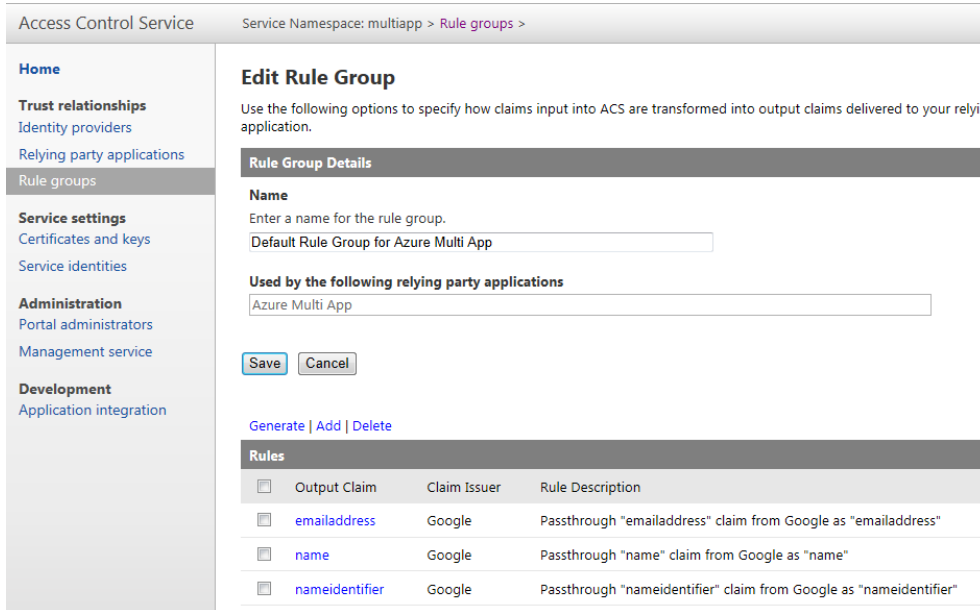 Access Control Service
Service Namespace: multiapp > Rule groups >
Home
Trust relationships
Identity providers
Relying party applications
Rule groups
Service settings
Certificates and keys
Service identities
Administration
Portal administrators
Management service
Development
Application integration
Edit Rule Group
Use the following options to specify how claims input into ACS are transformed into output claims delivered to your relyi
application.
Rule Group Details
Name
Enter a name for the rule group.
Default Rule Group for Azure Multi App
Used by the following relying party applications
Azure Multi App
Save Cancel
Generate | Add | Delete
Rules
Output Claim Claim Issuer Rule Description
emailaddress Google Passthrough "emailaddress" claim from Google as "emailaddress"
name Google Passthrough "name" claim from Google as "name"
nameidentifier Google Passthrough "nameidentifier" claim from Google as "nameidentifier"